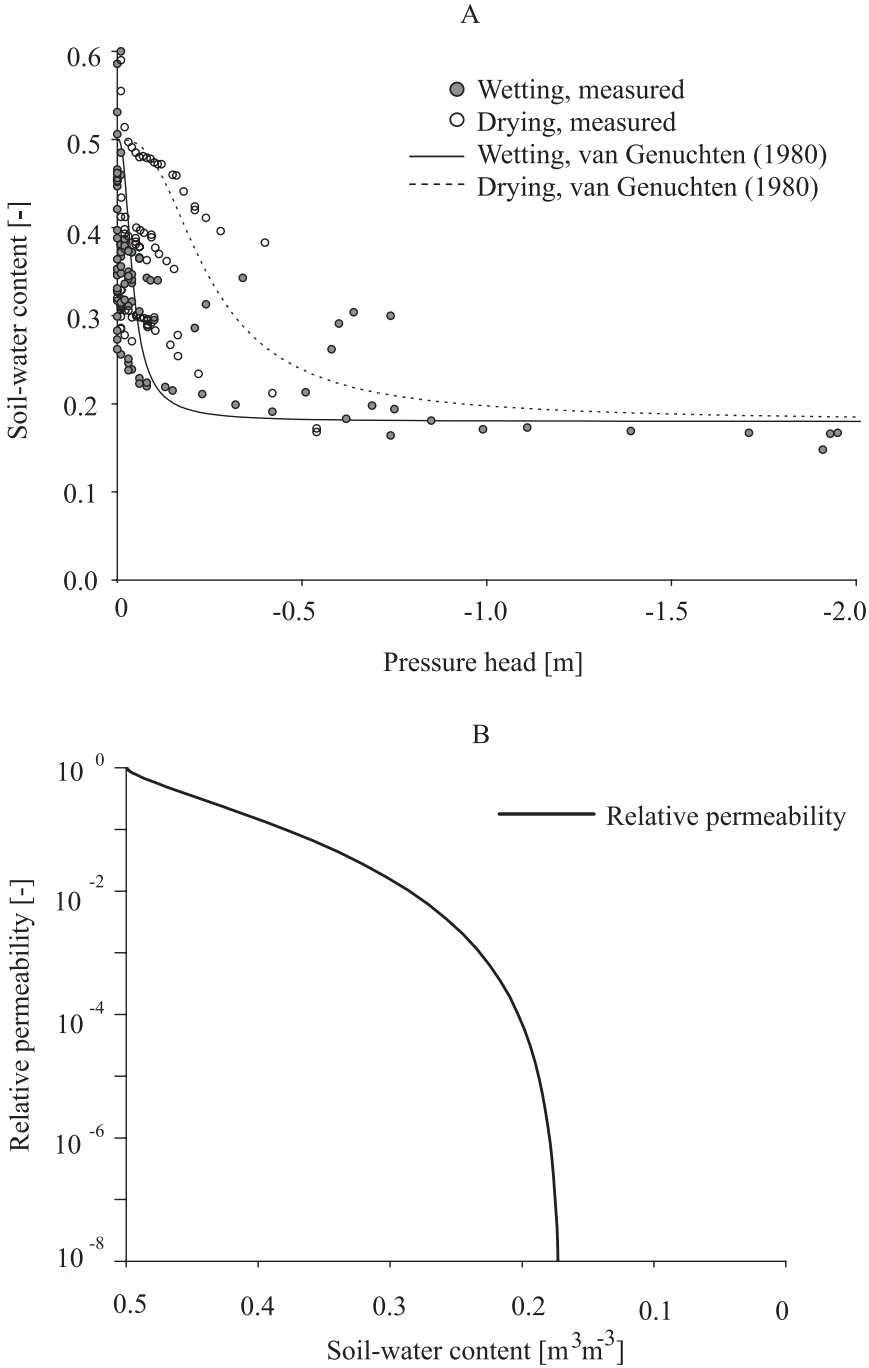 A
Wetting, measured
Drying, measured
Wetting, van Genuchten (1980)
Drying, van Genuchten (1980)
Soil-water content [-]
0.6
0.5
0.4
0.3
0.2
0.1
0.0
0 -0.5 -1.0 -1.5 -2.0
Pressure head [m]
B
Relative permeability
Relative permeability [-]
10 0
10 -2
10 -4
10 -6
10 -8
0.5 0.4 0.3 0.2 0.1 0
Soil-water content [m3m-3]